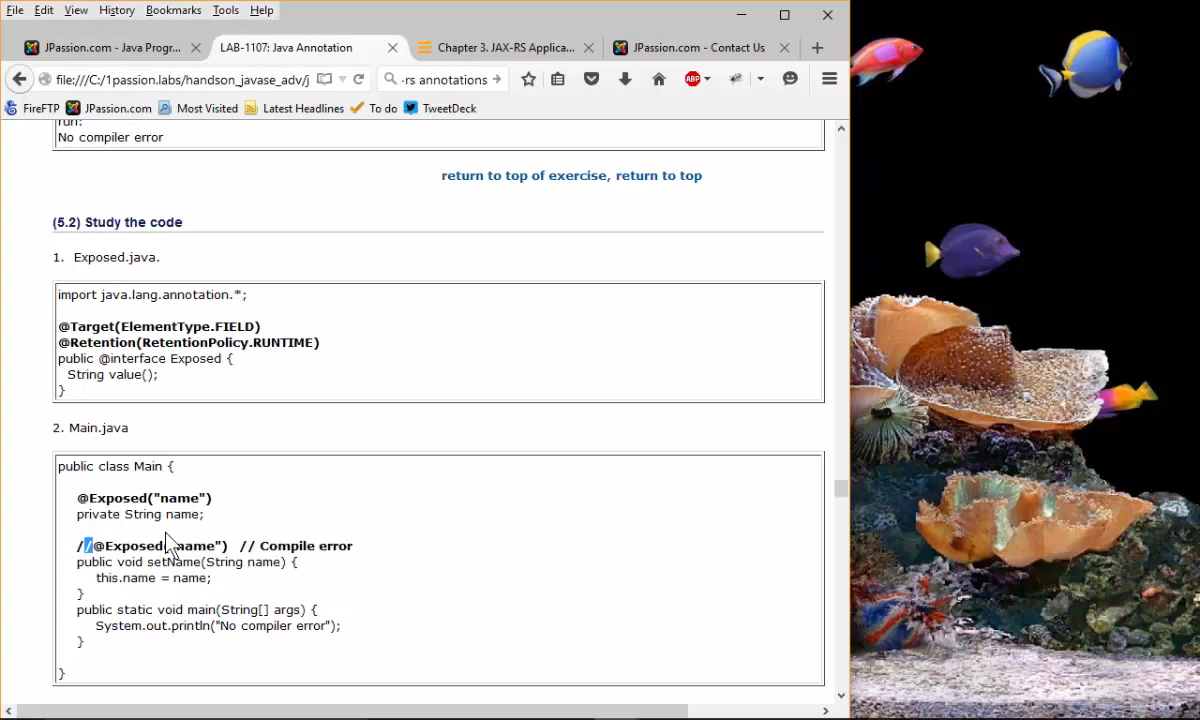 File Edit View History Bookmarks Tools Help
JPassion.com - Java Progr...
LAB-1107: Java Annotation
Chapter 3. JAX-RS Applica...
JPassion.com - Contact Us
file:///C:/1passion.labs/handson_javase_adv/j
-rs annotations
ABP
FireFTP JPassion.com Most Visited Latest Headlines To do TweetDeck
run:
No compiler error
return to top of exercise, return to top
(5.2) Study the code
1. Exposed.java.
import java.lang.annotation.*;
@Target(ElementType.FIELD)
@Retention(RetentionPolicy.RUNTIME)
public @interface Exposed {
String value();
}
2. Main.java
public class Main {
@Exposed("name")
private String name;
//@Exposed("name") // Compile error
public void setName(String name) {
this.name = name;
}
public static void main(String[] args) {
System.out.println("No compiler error");
}
}